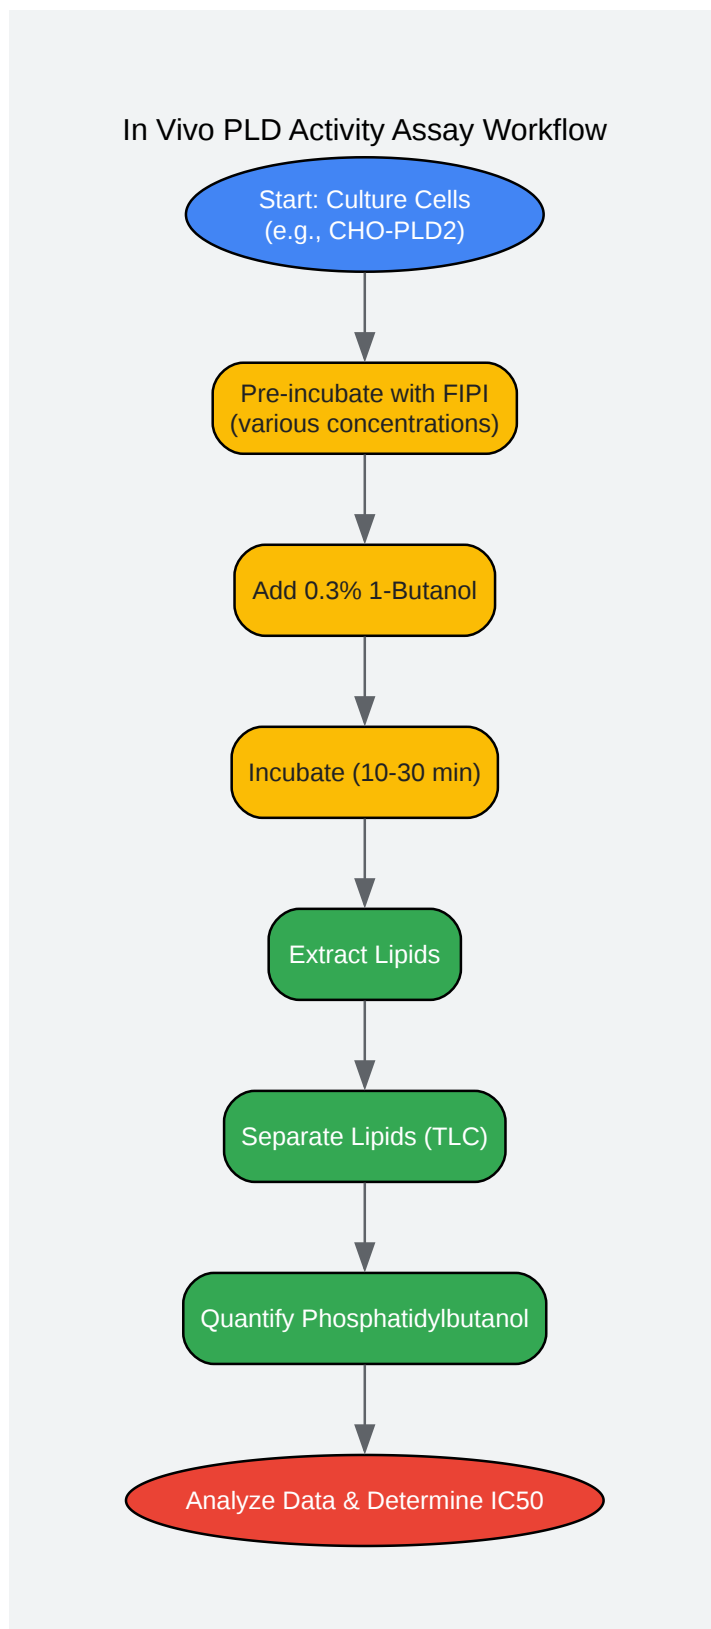 In Vivo PLD Activity Assay Workflow
Start: Culture Cells
(e.g., CHO-PLD2)
Pre-incubate with FIPI
(various concentrations)
Add 0.3% 1-Butanol
Incubate (10-30 min)
Extract Lipids
Separate Lipids (TLC)
Quantify Phosphatidylbutanol
Analyze Data & Determine IC50